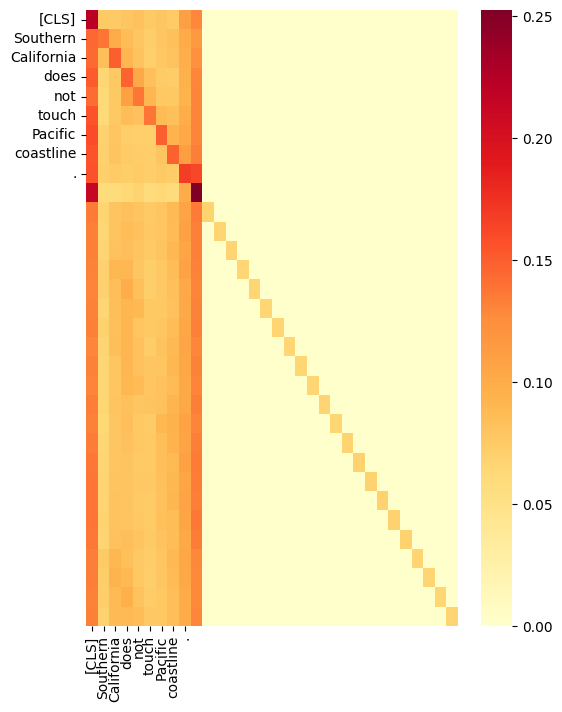 [CLS]
Southern
California
does
not
touch
Pacific
coastline
.
0.25
0.20
0.15
0.10
0.05
0.00
[CLS]
Southern
California
does
not
touch
Pacific
coastline
.